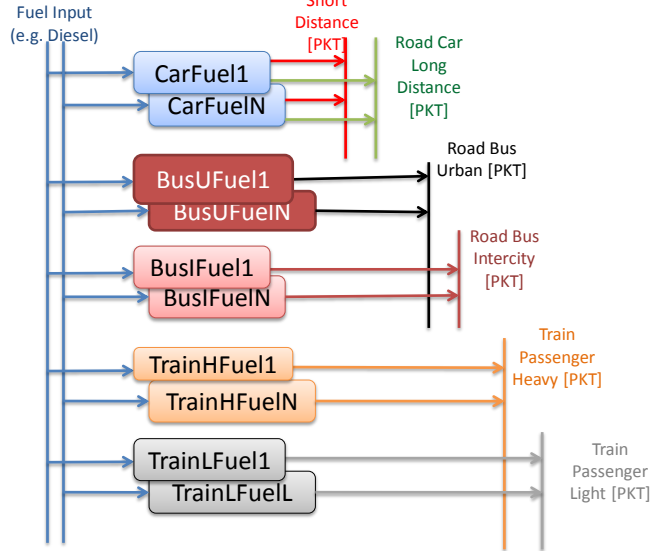 Fuel Input
(e.g. Diesel)
Short
Distance
[PKT]
Road Car
Long
Distance
[PKT]
CarFuel1
CarFuelN
Road Bus
Urban [PKT]
BusUFuel1
BusUFuelN
Road Bus
Intercity
[PKT]
BusIFuel1
BusIFuelN
Train
Passenger
Heavy [PKT]
TrainHFuel1
TrainHFuelN
Train
Passenger
Light [PKT]
TrainLFuel1
TrainLFuelL